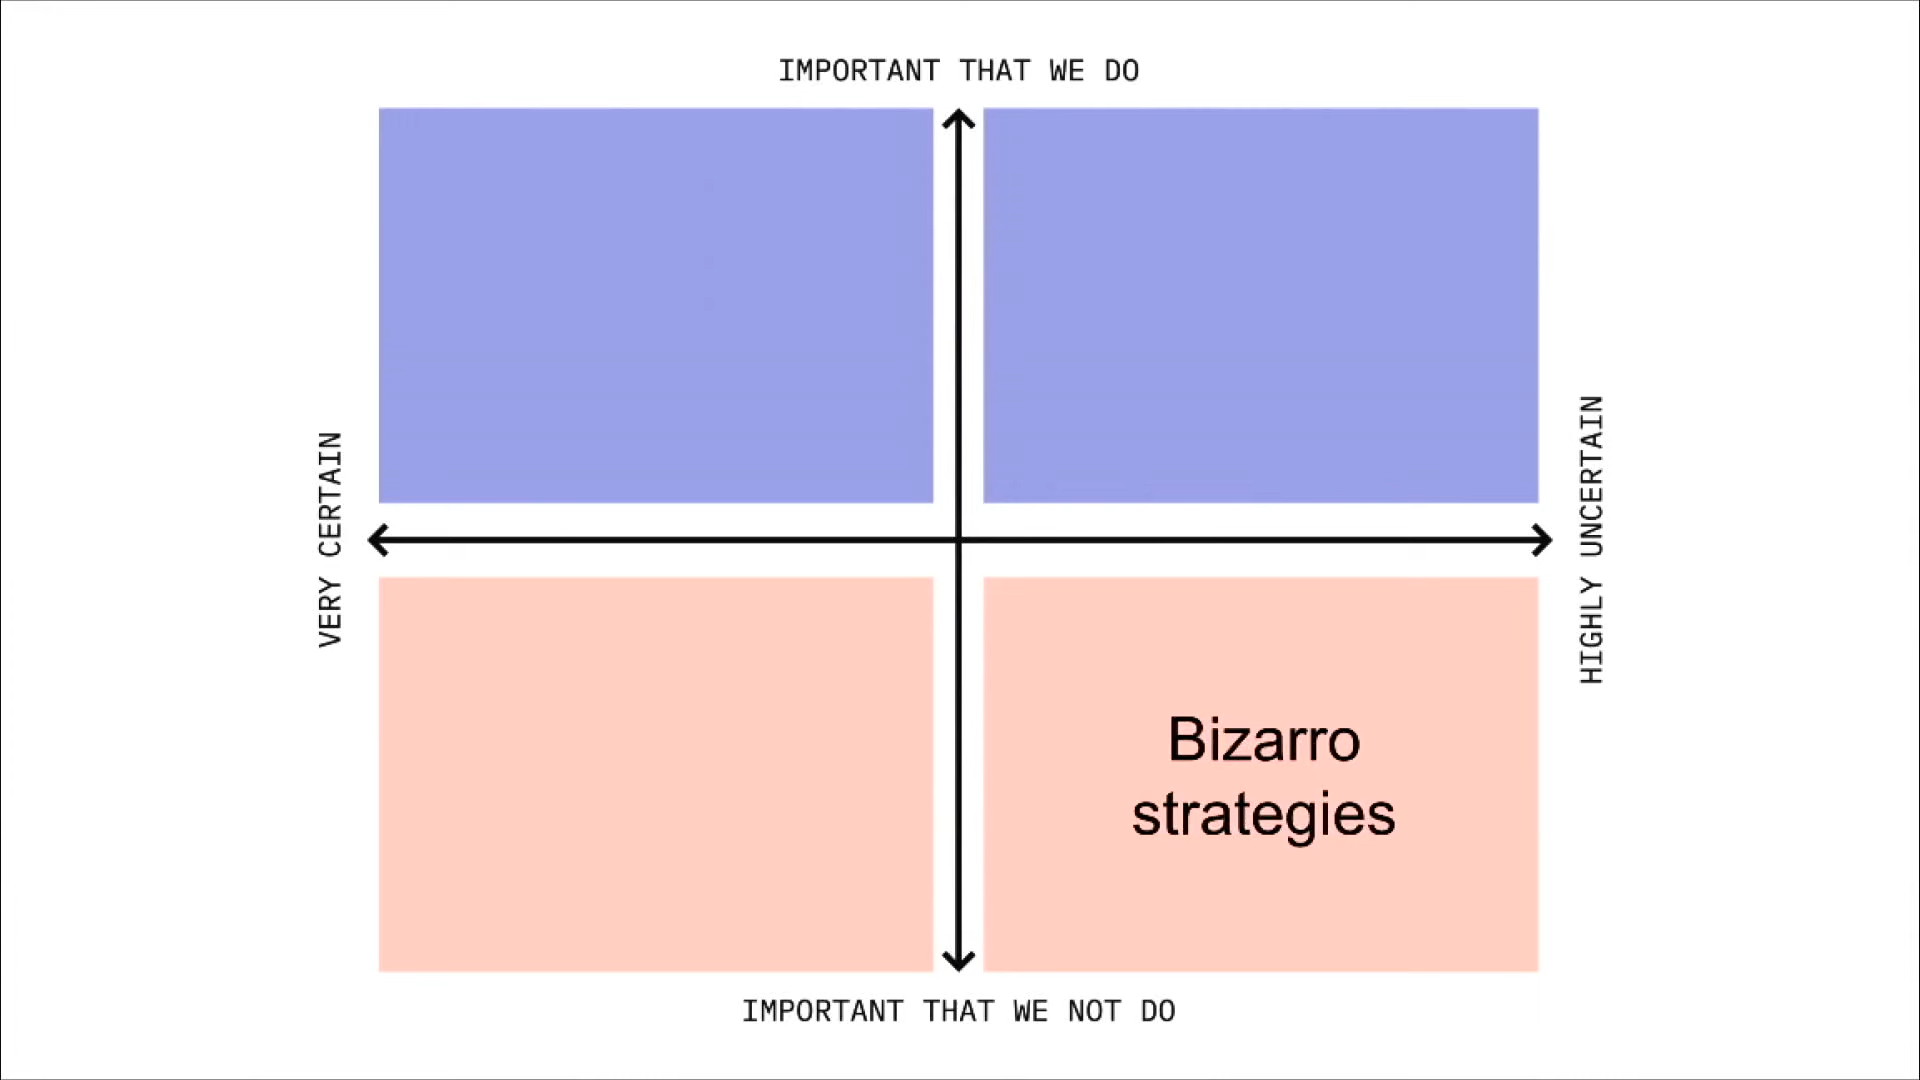 IMPORTANT THAT WE DO
VERY CERTAIN
HIGHLY UNCERTAIN
Bizarro
strategies
IMPORTANT THAT WE NOT DO